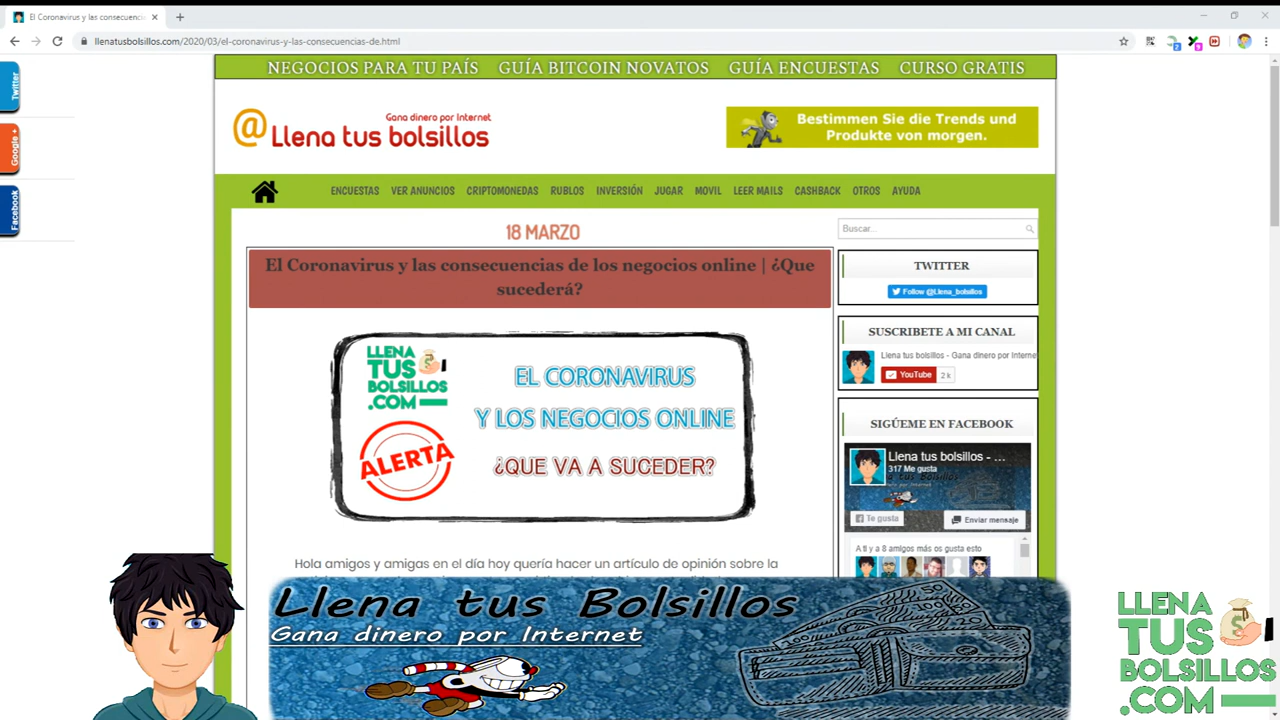 El Coronavirus y las consecuenci
llenatusbolsillos.com/2020/03/el-coronavirus-y-las-consecuencias-de.html
2
9
Twitter
Google +
Facebook
NEGOCIOS PARA TU PAÍS GUÍA BITCOIN NOVATOS GUÍA ENCUESTAS CURSO GRATIS
Gana dinero por Internet
@Llena tus bolsillos
Bestimmen Sie die Trends und
Produkte von morgen.
ENCUESTAS VER ANUNCIOS CRIPTOMONEDAS RUBLOS INVERSIÓN JUGAR MOVIL LEER MAILS CASHBACK OTROS AYUDA
18 MARZO
El Coronavirus y las consecuencias de los negocios online | ¿Que
sucederá?
LLENA
TUS
BOLSILLOS
.COM
ALERTA
EL CORONAVIRUS
Y LOS NEGOCIOS ONLINE
¿QUE VA A SUCEDER?
Hola amigos y amigas en el día hoy quería hacer un artículo de opinión sobre la
Buscar...
TWITTER
Follow @Llena_bolsillos
SUSCRIBETE A MI CANAL
Llena tus bolsillos - Gana dinero por Interne
YouTube 2 k
SIGÚEME EN FACEBOOK
Llena tus bolsillos - ...
317 Me gusta
Te gusta
Enviar mensaje
A ti y a 8 amigos más os gusta esto
Llena tus Bolsillos
Gana dinero por Internet
LLENA
TUS
BOLSILLOS
.COM